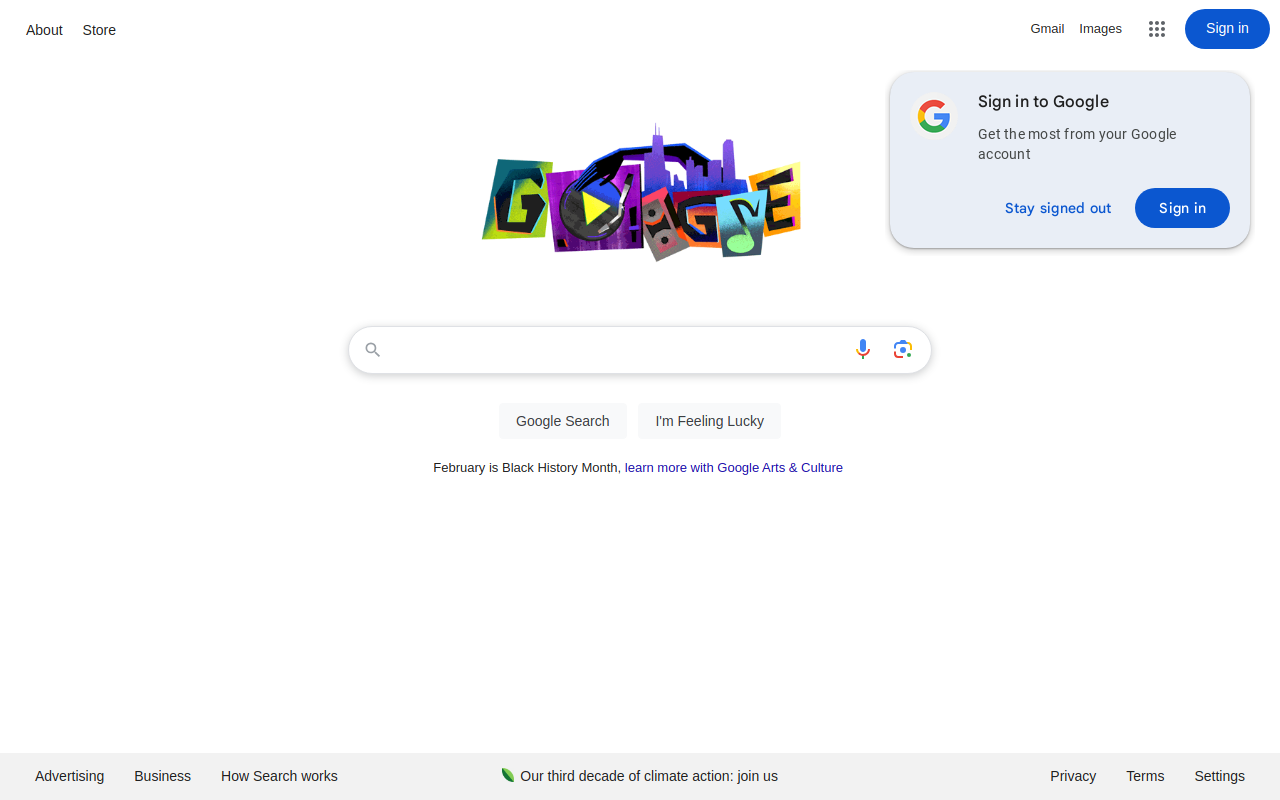 About
Store
Gmail
Images
Sign in
Sign in to Google
Get the most from your Google
account
Stay signed out
Sign in
Google Search
I'm Feeling Lucky
February is Black History Month, learn more with Google Arts & Culture
Advertising
Business
How Search works
Our third decade of climate action: join us
Privacy
Terms
Settings